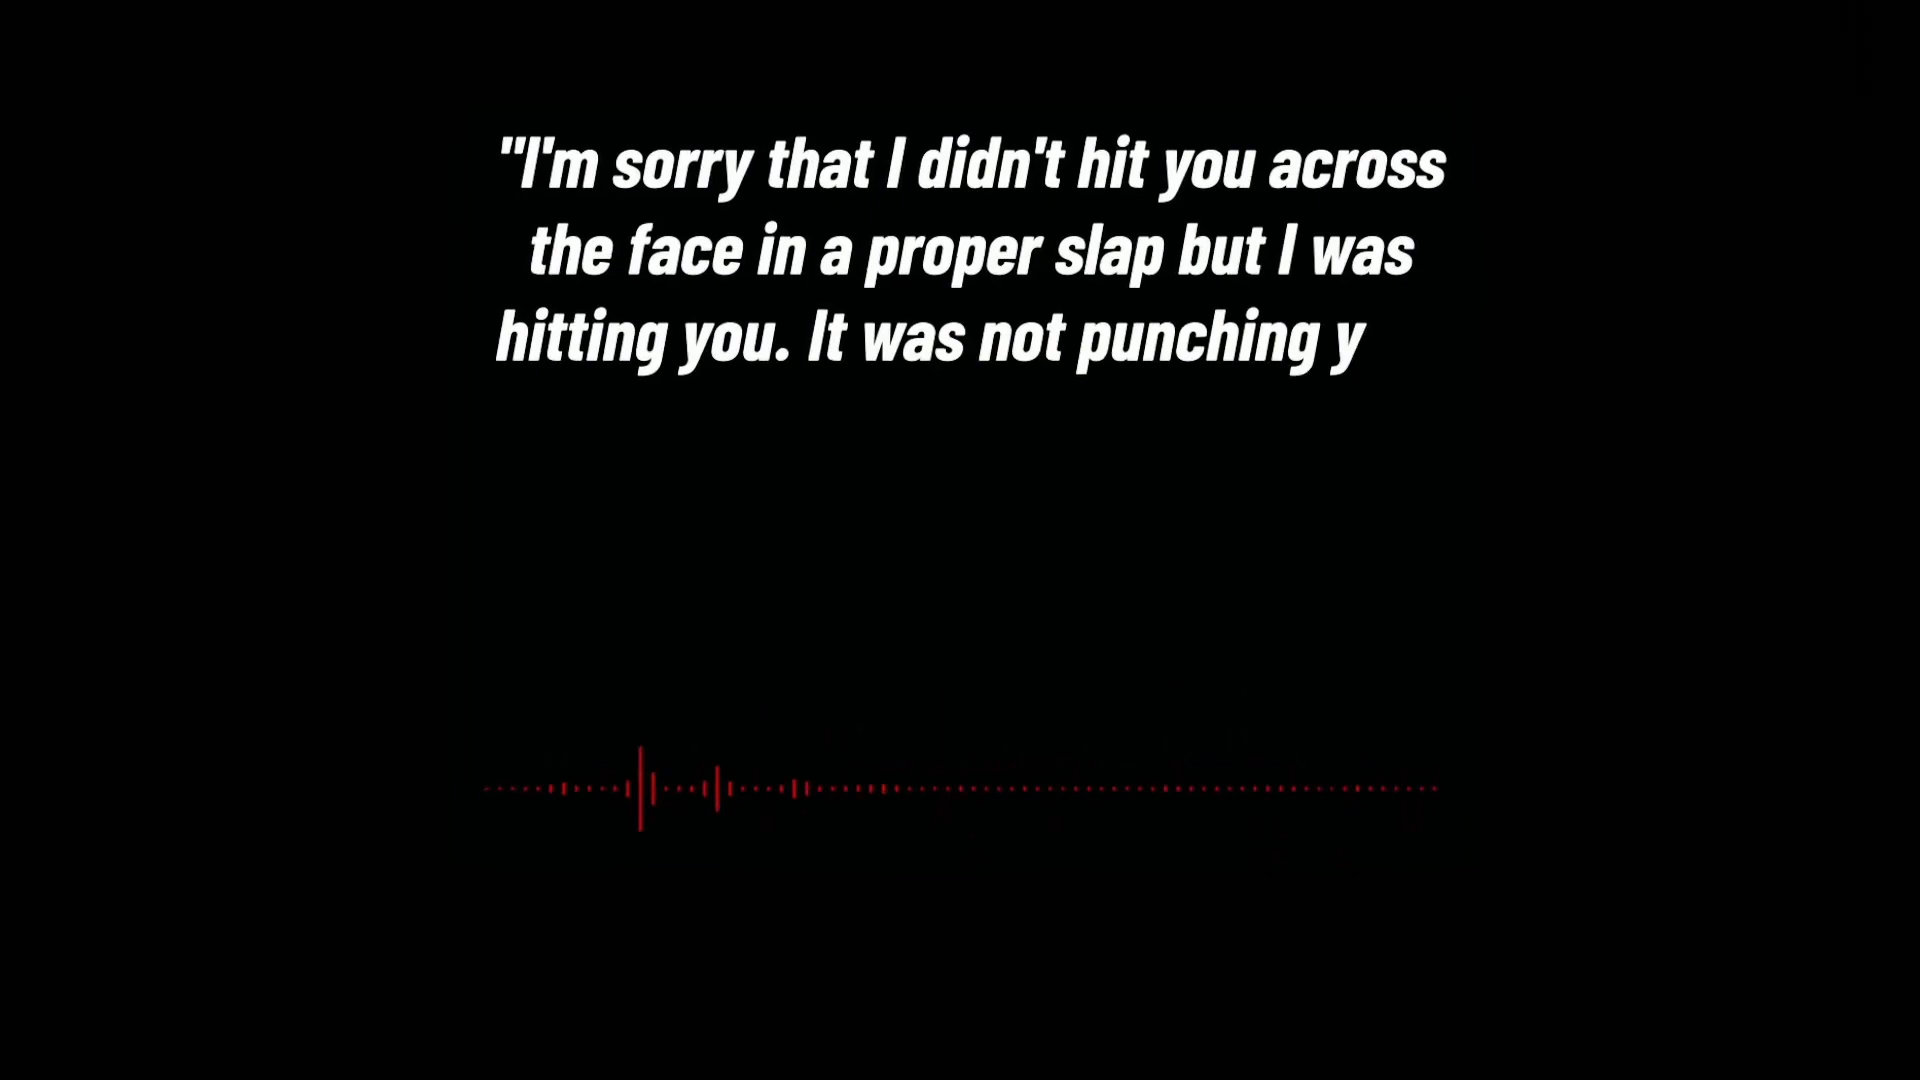 "I'm sorry that I didn't hit you across
the face in a proper slap but I was
hitting you. It was not punching y